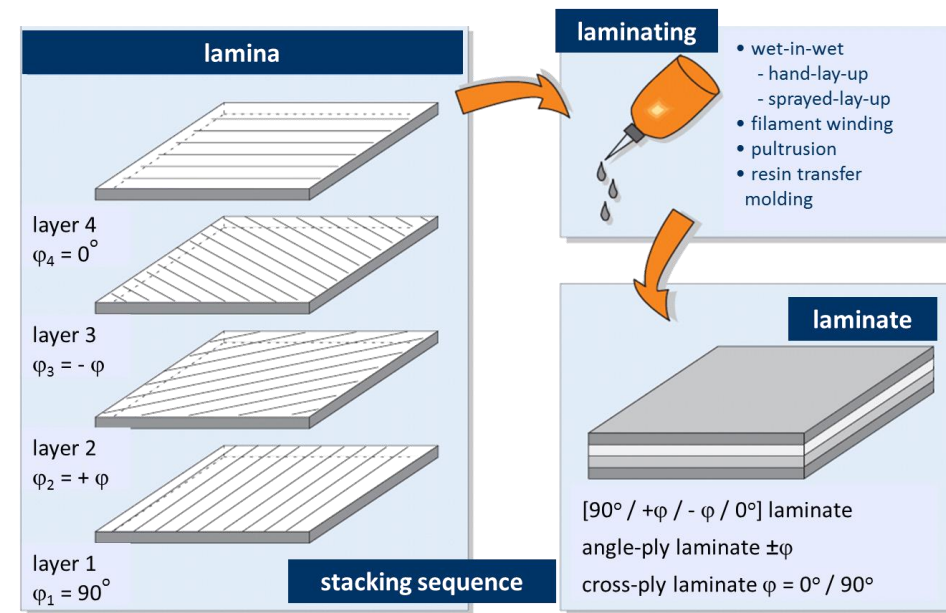 lamina
layer 4
φ₄ = 0°
layer 3
φ₃ = - φ
layer 2
φ₂ = + φ
layer 1
φ₁ = 90°
stacking sequence
laminating
• wet-in-wet
- hand-lay-up
- sprayed-lay-up
• filament winding
• pultrusion
• resin transfer
molding
laminate
[90° / +φ / - φ / 0°] laminate
angle-ply laminate ±φ
cross-ply laminate φ = 0° / 90°